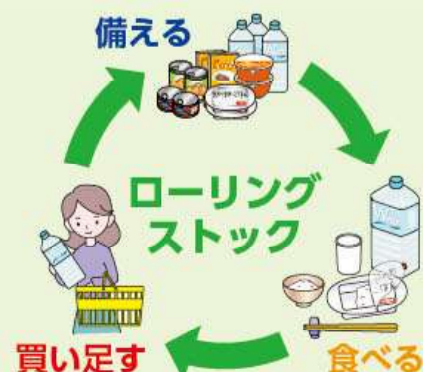 備える
ローリング
ストック
買い足す
食べる